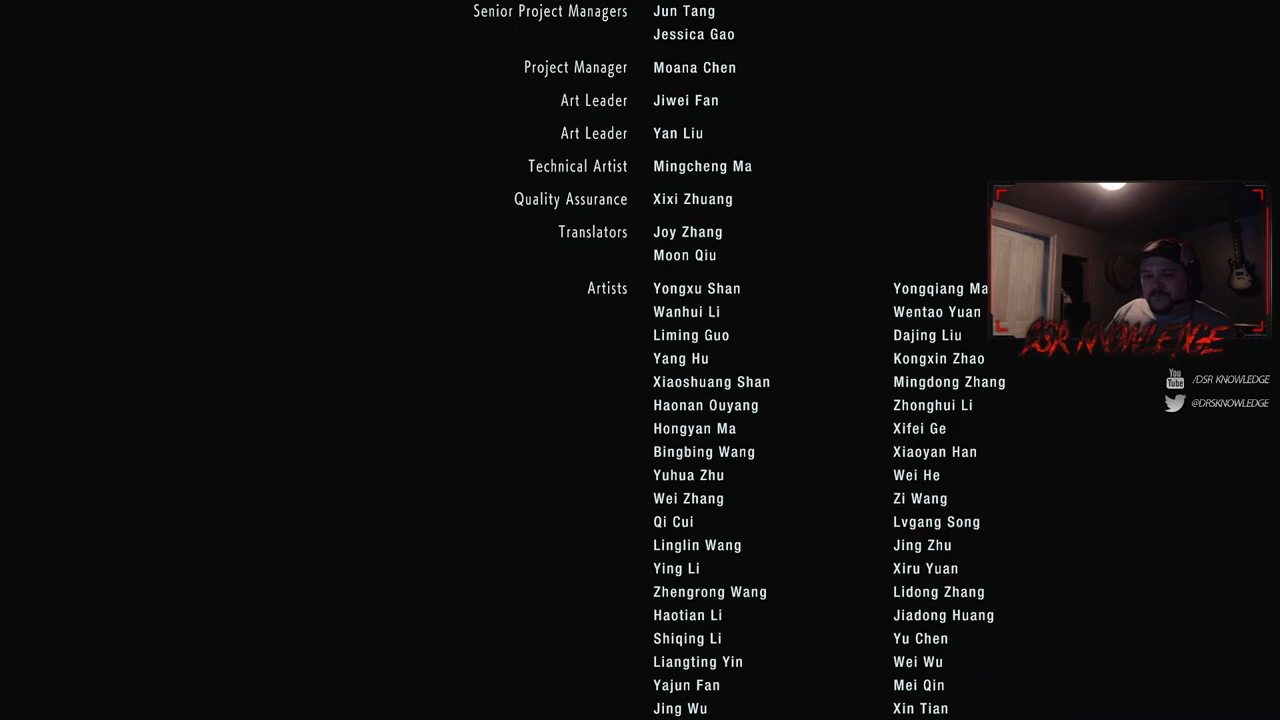 Senior Project Managers Jun Tang
Jessica Gao
Project Manager Moana Chen
Art Leader Jiwei Fan
Art Leader Yan Liu
Technical Artist Mingcheng Ma
Quality Assurance Xixi Zhuang
Translators Joy Zhang
Moon Qiu
Artists Yongxu Shan Yongqiang Ma
Wanhui Li Wentao Yuan
Liming Guo Dajing Liu
Yang Hu Kongxin Zhao
Xiaoshuang Shan Mingdong Zhang
Haonan Ouyang Zhonghui Li
Hongyan Ma Xifei Ge
Bingbing Wang Xiaoyan Han
Yuhua Zhu Wei He
Wei Zhang Zi Wang
Qi Cui Lvgang Song
Linglin Wang Jing Zhu
Ying Li Xiru Yuan
Zhengrong Wang Lidong Zhang
Haotian Li Jiadong Huang
Shiqing Li Yu Chen
Liangting Yin Wei Wu
Yajun Fan Mei Qin
Jing Wu Xin Tian
DSR KNOWLEDGE
You Tube /DSR KNOWLEDGE
@DRSKNOWLEDGE